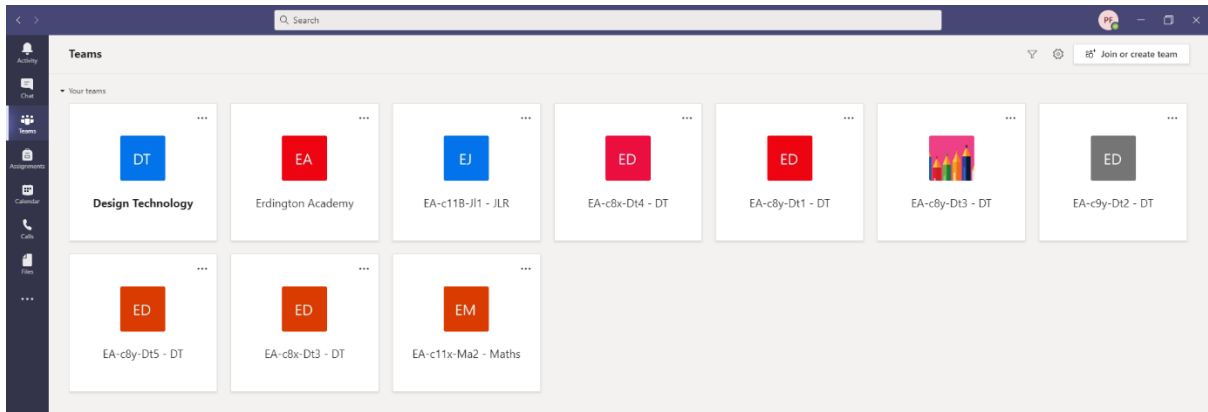 Search
PF
Activity
Teams
Join or create team
Chat
Your teams
Teams
DT
EA
EJ
ED
ED
ED
Assignments
Design Technology
Erdington Academy
EA-c11B-Jl1 - JLR
EA-c8x-Dt4 - DT
EA-c8y-Dt1 - DT
EA-c8y-Dt3 - DT
EA-c9y-Dt2 - DT
Calendar
Calls
Files
ED
ED
EM
EA-c8y-Dt5 - DT
EA-c8x-Dt3 - DT
EA-c11x-Ma2 - Maths